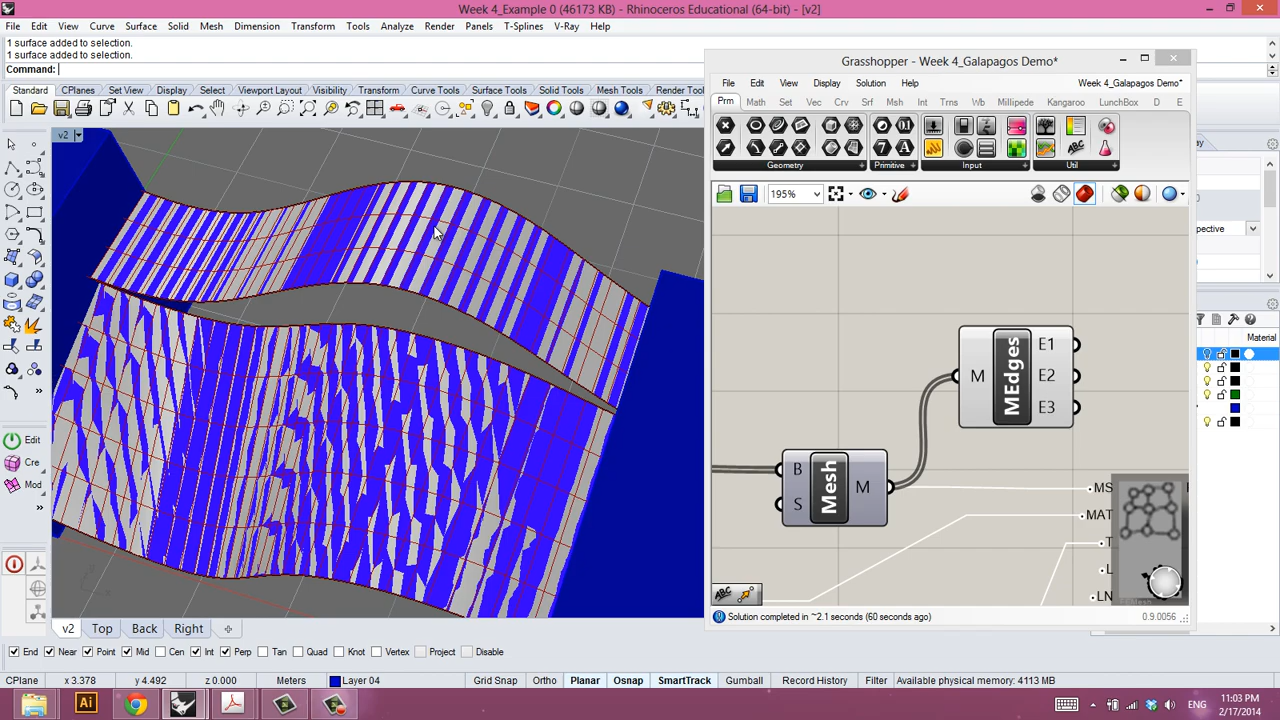 Week 4_Example 0 (46173 KB) - Rhinoceros Educational (64-bit) - [v2]
File Edit View Curve Surface Solid Mesh Dimension Transform Tools Analyze Render Panels T-Splines V-Ray Help
1 surface added to selection.
1 surface added to selection.
Command:
Standard CPlanes Set View Display Select Viewport Layout Visibility Transform Curve Tools Surface Tools Solid Tools Mesh Tools Render Tool
v2
Grasshopper - Week 4_Galapagos Demo*
File Edit View Display Solution Help Week 4_Galapagos Demo*
Prm Math Set Vec Crv Srf Msh Int Trns Wb Millipede Kangaroo LunchBox D E
Geometry Primitive Input Util
195%
MEdges
M
E1
E2
E3
Mesh
B
S
M
MS
MAT
T
L
LN
Solution completed in ~2.1 seconds (60 seconds ago) 0.9.0056
spective
Material
Edit
Cre
Mod
v2 Top Back Right
End Near Point Mid Cen Int Perp Tan Quad Knot Vertex Project Disable
CPlane x 3.378 y 4.492 z 0.000 Meters Layer 04 Grid Snap Ortho Planar Osnap SmartTrack Gumball Record History Filter Available physical memory: 4113 MB
Ai
ENG
11:03 PM
2/17/2014